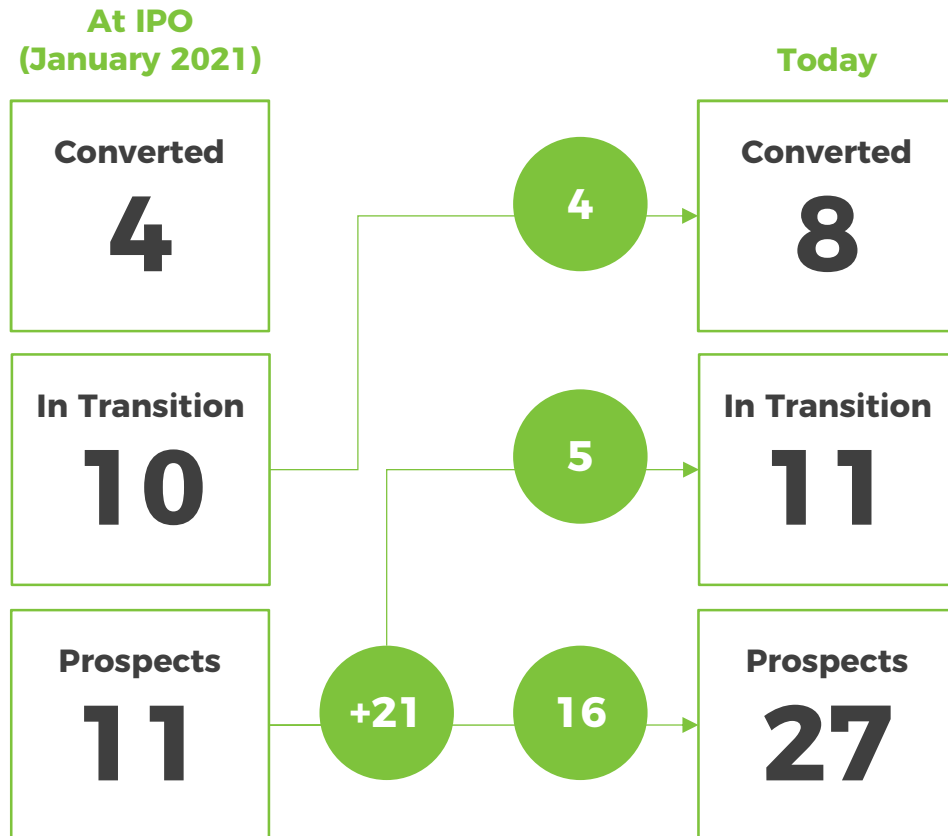 At IPO
(January 2021)
Today
Converted
4
4
Converted
8
In Transition
10
5
In Transition
11
Prospects
11
+21
16
Prospects
27